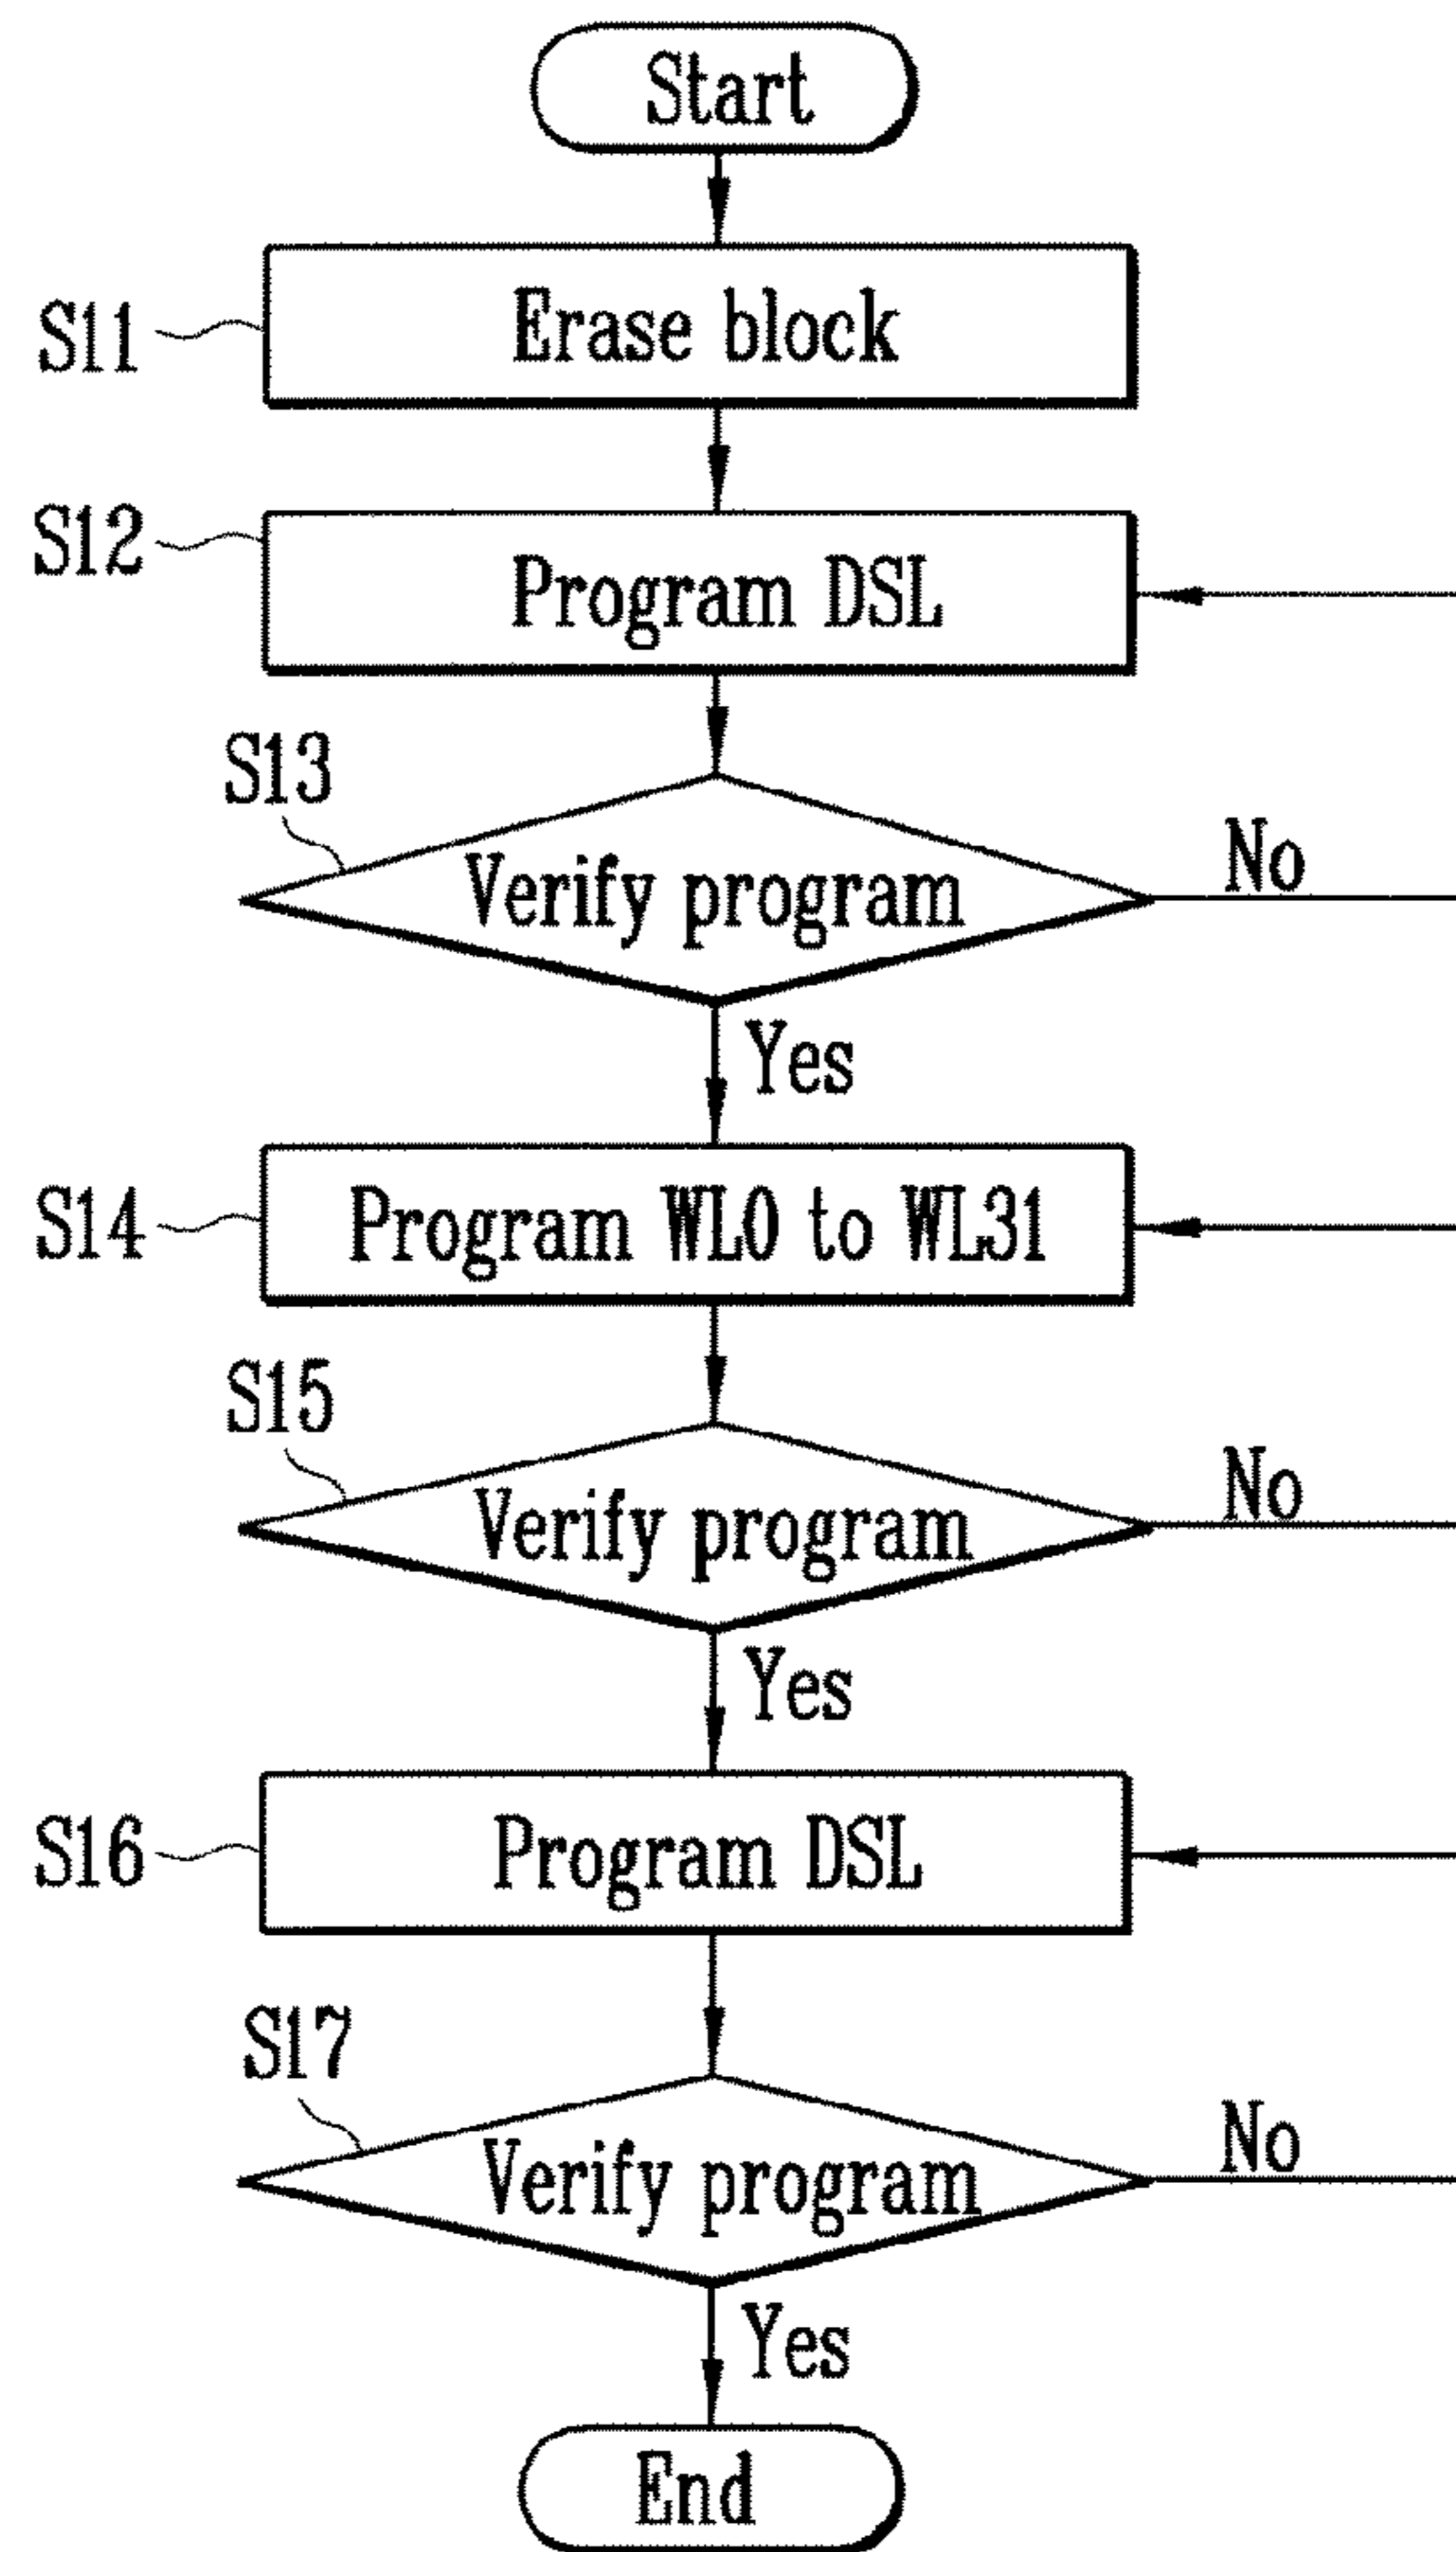 Start
S11
Erase block
S12
Program DSL
S13
Verify program
No
Yes
S14
Program WL0 to WL31
S15
Verify program
No
Yes
S16
Program DSL
S17
Verify program
No
Yes
End